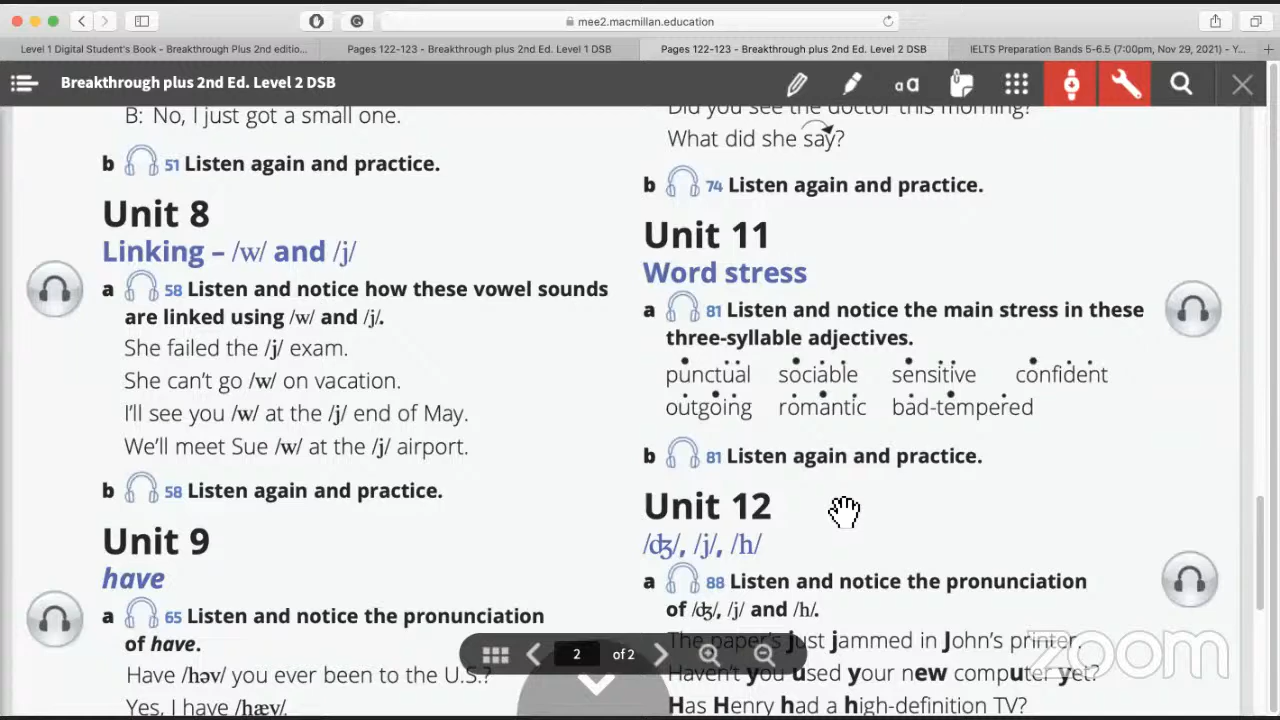 mee2.macmillan.education
Level 1 Digital Student's Book - Breakthrough Plus 2nd editio...
Pages 122-123 - Breakthrough plus 2nd Ed. Level 1 DSB
Pages 122-123 - Breakthrough plus 2nd Ed. Level 2 DSB
IELTS Preparation Bands 5-6.5 (7:00pm, Nov 29, 2021) - Y...
Breakthrough plus 2nd Ed. Level 2 DSB
aA
B: No, I just got a small one.
b 51 Listen again and practice.
Unit 8
Linking – /w/ and /j/
a 58 Listen and notice how these vowel sounds
are linked using /w/ and /j/.
She failed the /j/ exam.
She can't go /w/ on vacation.
I'll see you /w/ at the /j/ end of May.
We'll meet Sue /w/ at the /j/ airport.
b 58 Listen again and practice.
Unit 9
have
a 65 Listen and notice the pronunciation
of have.
Have /həv/ you ever been to the U.S.?
Yes, I have /hæv/.
Did you see the doctor this morning?
What did she say?
b 74 Listen again and practice.
Unit 11
Word stress
a 81 Listen and notice the main stress in these
three-syllable adjectives.
punctual sociable sensitive confident
outgoing romantic bad-tempered
b 81 Listen again and practice.
Unit 12
/ʤ/, /j/, /h/
a 88 Listen and notice the pronunciation
of /ʤ/, /j/ and /h/.
The paper's just jammed in John's printer.
Haven't you used your new computer yet?
Has Henry had a high-definition TV?
2 of 2
zoom